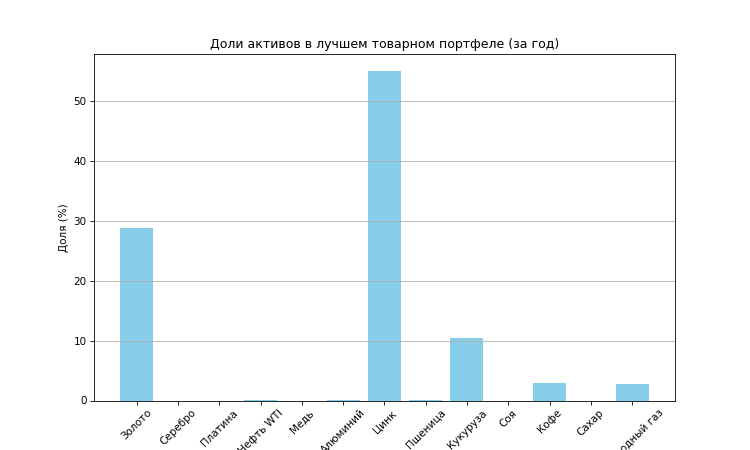 Доли активов в лучшем товарном портфеле (за год)
Доля (%)
50
40
30
20
10
0
Золото
Серебро
Платина
Нефть WTI
Медь
Алюминий
Цинк
Пшеница
Кукуруза
Соя
Кофе
Сахар
одный газ